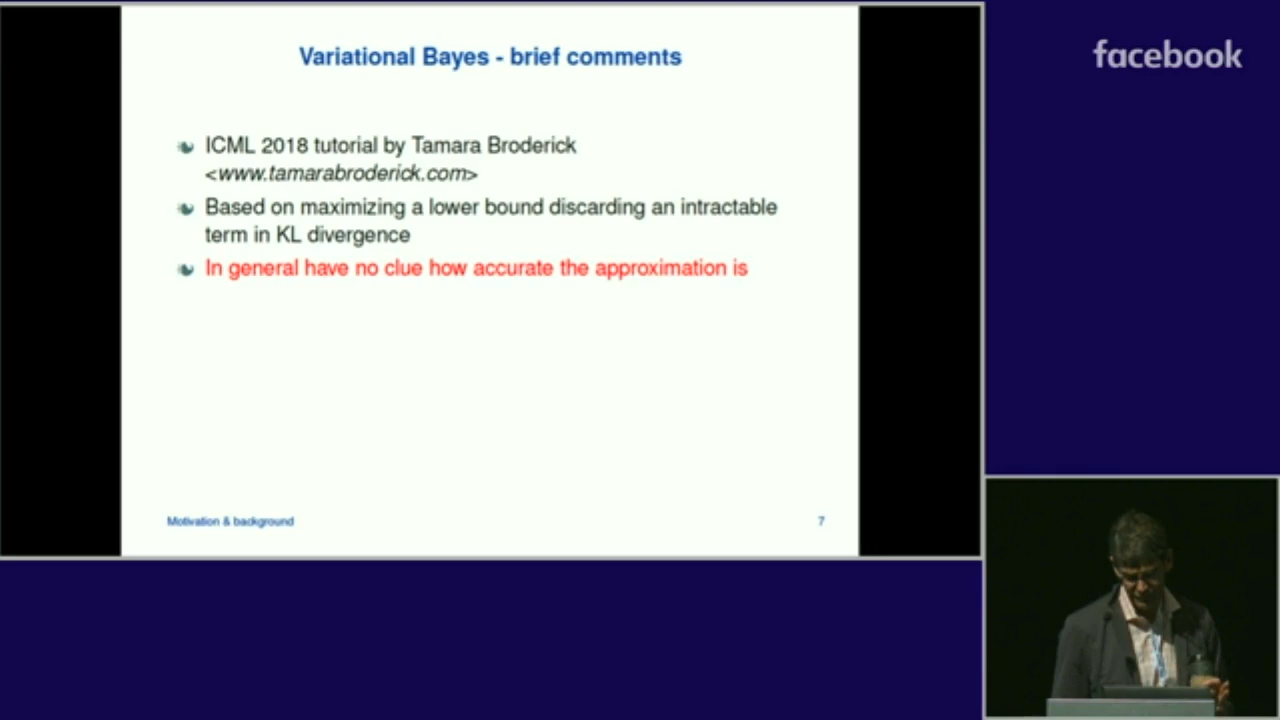 Variational Bayes - brief comments
facebook
ICML 2018 tutorial by Tamara Broderick
<www.tamarabroderick.com>
Based on maximizing a lower bound discarding an intractable
term in KL divergence
In general have no clue how accurate the approximation is
Motivation & background
7